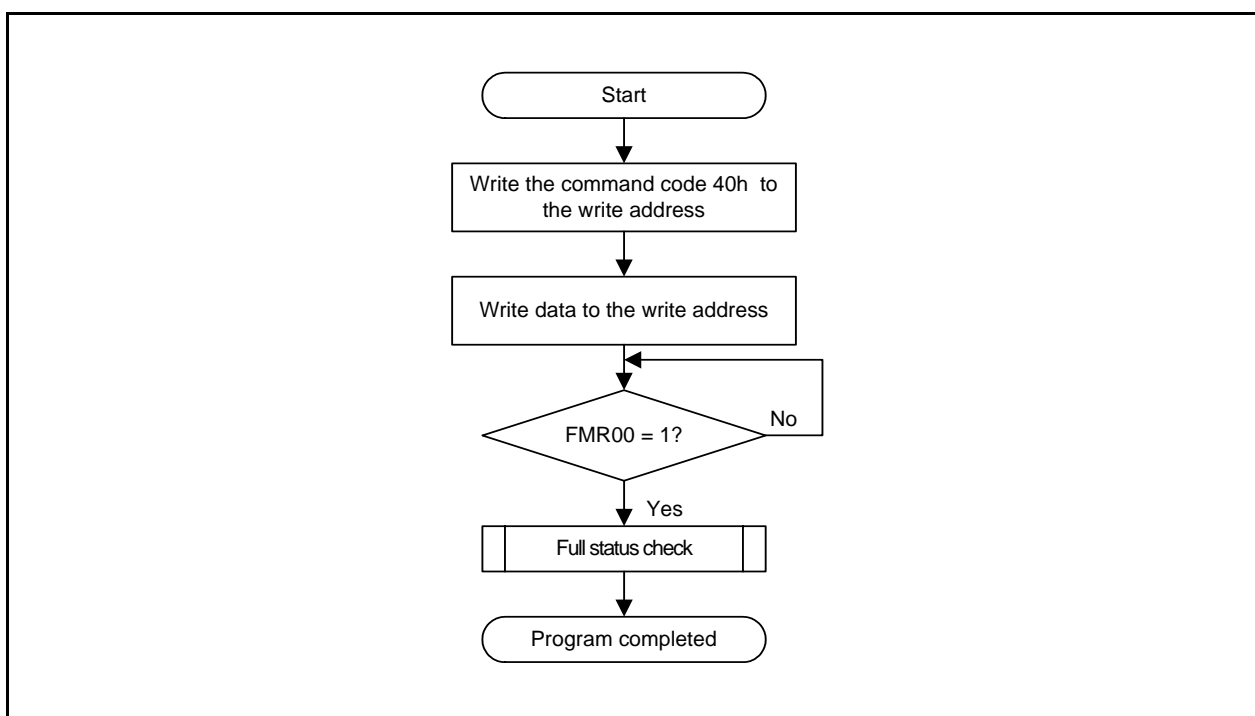 Start
Write the command code 40h to
the write address
Write data to the write address
FMR00 = 1?
No
Yes
Full status check
Program completed